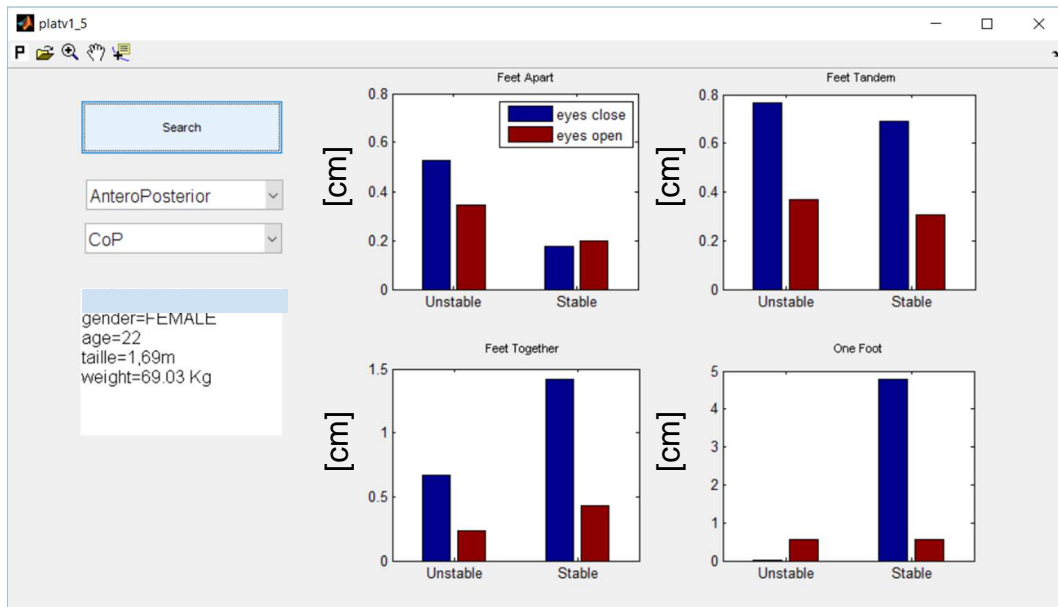 platv1_5
P
Search
AnteroPosterior
CoP
gender=FEMALE
age=22
taille=1,69m
weight=69.03 Kg
Feet Apart
[cm]
0.8
0.6
0.4
0.2
0
eyes close
eyes open
Unstable
Stable
Feet Tandem
[cm]
0.8
0.6
0.4
0.2
0
Unstable
Stable
Feet Together
[cm]
1.5
1
0.5
0
Unstable
Stable
One Foot
[cm]
5
4
3
2
1
0
Unstable
Stable